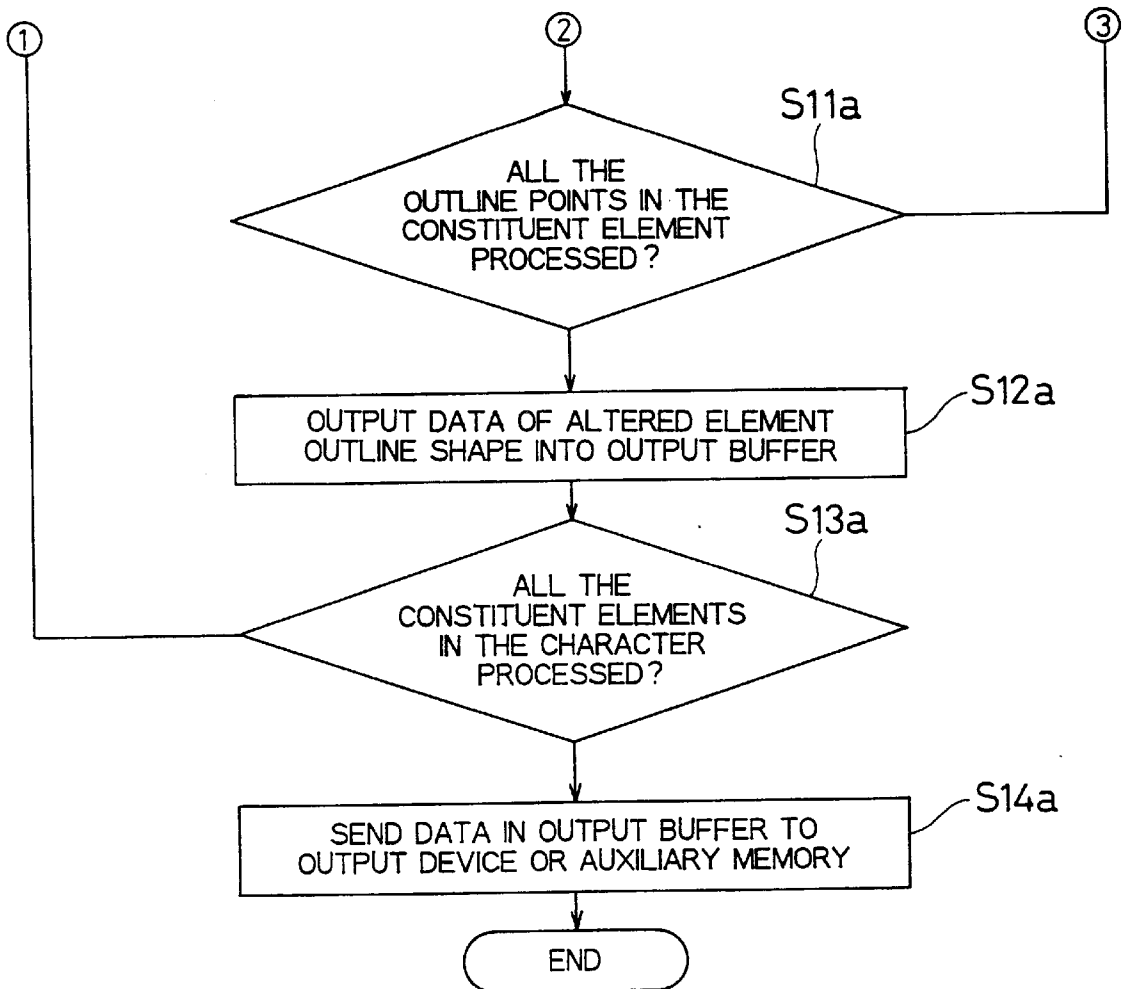 ①
②
③
S11a
ALL THE
OUTLINE POINTS IN THE
CONSTITUENT ELEMENT
PROCESSED?
S12a
OUTPUT DATA OF ALTERED ELEMENT
OUTLINE SHAPE INTO OUTPUT BUFFER
S13a
ALL THE
CONSTITUENT ELEMENTS
IN THE CHARACTER
PROCESSED?
S14a
SEND DATA IN OUTPUT BUFFER TO
OUTPUT DEVICE OR AUXILIARY MEMORY
END